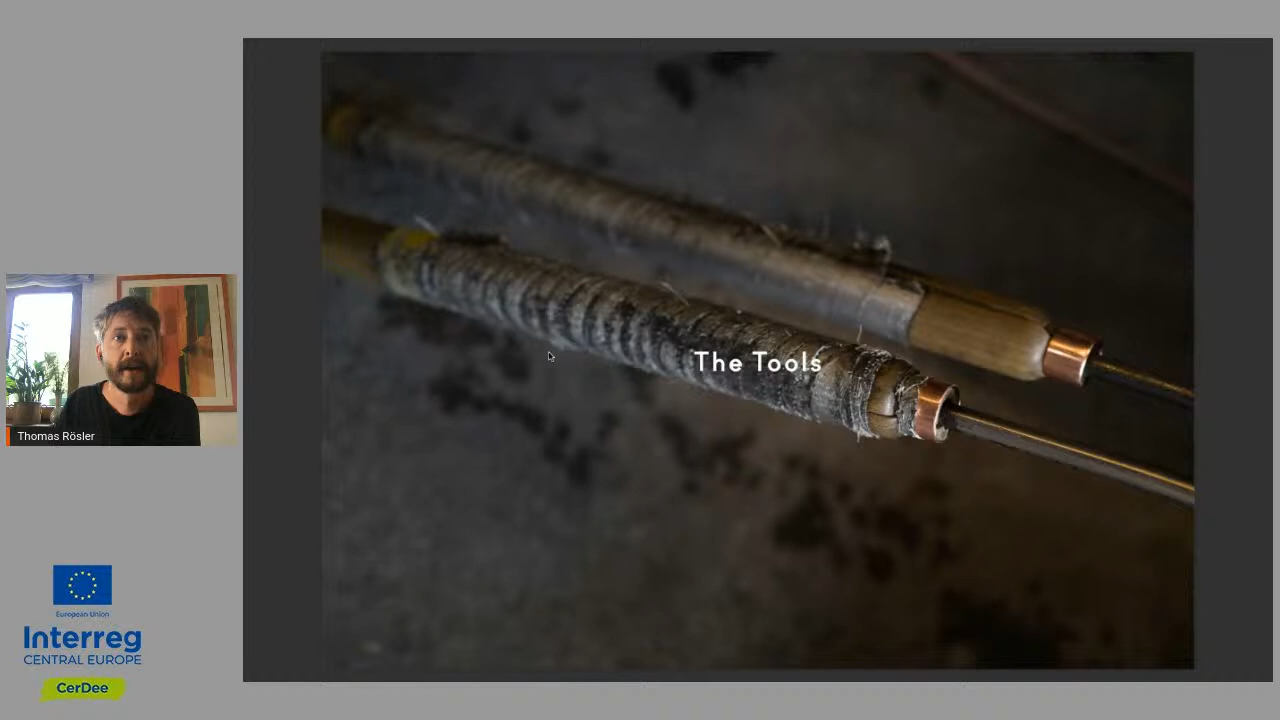 The Tools
Thomas Rösler
European Union
Interreg
CENTRAL EUROPE
CerDee